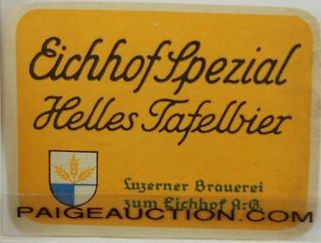 Eichhof Spezial
Helles Tafelbier
Luzerner Brauerei
zum Eichhof A.G.
PAIGEAUCTION.COM